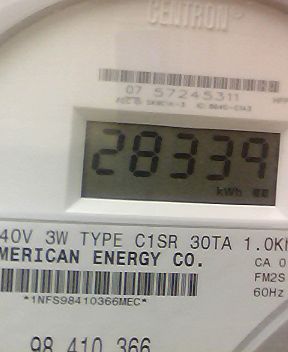 CENTRON
07 57245311
28339
kWh
40V 3W TYPE C1SR 30TA 1.0K
MERICAN ENERGY CO.
CA 0
FM2S
60Hz
*1NFS98410366MEC*
98 410 366